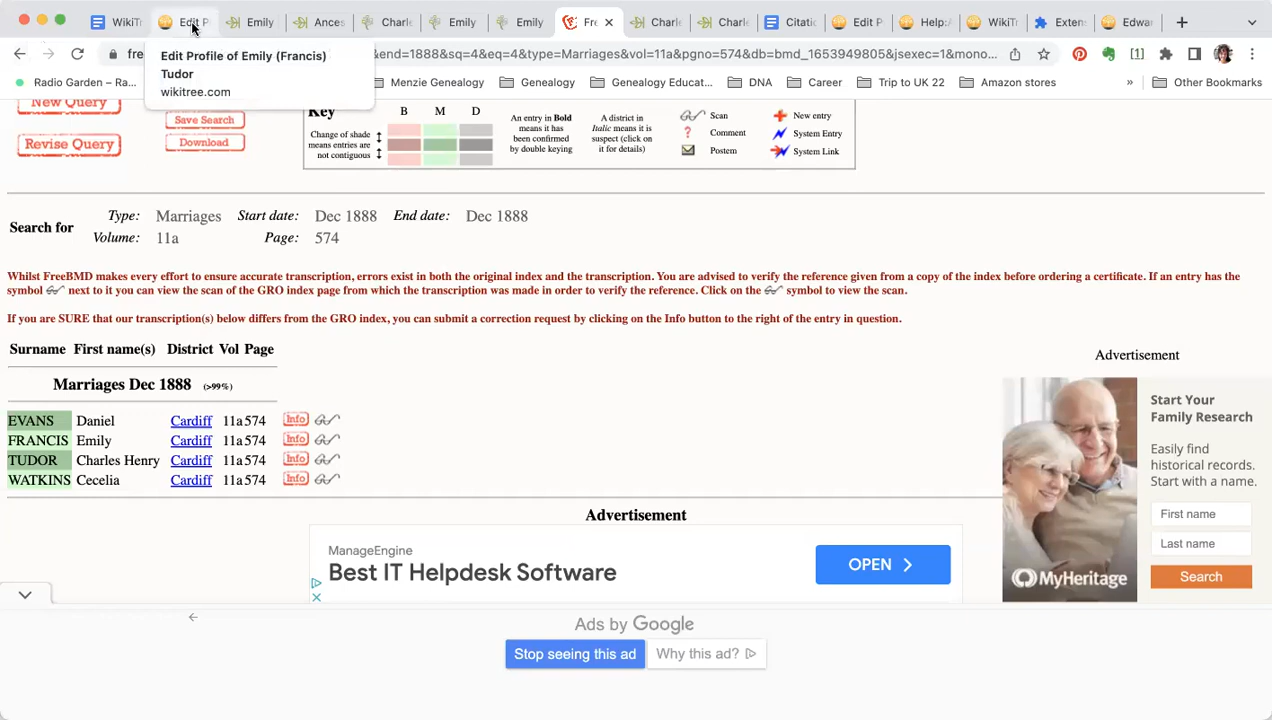 WikiTr
Edit P
Emily
Ances
Charle
Emily
Emily
Fre
Charle
Charle
Citatio
Edit P
Help:A
WikiTr
Extens
Edwar
Edit Profile of Emily (Francis)
Tudor
wikitree.com
fre
&end=1888&sq=4&eq=4&type=Marriages&vol=11a&pgno=574&db=bmd_1653949805&jsexec=1&mono...
Radio Garden – Ra...
Menzie Genealogy
Genealogy
Genealogy Educat...
DNA
Career
Trip to UK 22
Amazon stores
»
Other Bookmarks
New Query
Revise Query
Save Search
Download
Key
B M D
Change of shade
means entries are
not contiguous
An entry in Bold
means it has
been confirmed
by double keying
A district in
Italic means it is
suspect (click on
it for details)
Scan
Comment
Postem
New entry
System Entry
System Link
Search for
Type: Marriages Start date: Dec 1888 End date: Dec 1888
Volume: 11a Page: 574
Whilst FreeBMD makes every effort to ensure accurate transcription, errors exist in both the original index and the transcription. You are advised to verify the reference given from a copy of the index before ordering a certificate. If an entry has the
symbol next to it you can view the scan of the GRO index page from which the transcription was made in order to verify the reference. Click on the symbol to view the scan.
If you are SURE that our transcription(s) below differs from the GRO index, you can submit a correction request by clicking on the Info button to the right of the entry in question.
Surname First name(s) District Vol Page
Marriages Dec 1888 (>99%)
EVANS Daniel Cardiff 11a 574 Info
FRANCIS Emily Cardiff 11a 574 Info
TUDOR Charles Henry Cardiff 11a 574 Info
WATKINS Cecelia Cardiff 11a 574 Info
Advertisement
Start Your
Family Research
Easily find
historical records.
Start with a name.
First name
Last name
Search
MyHeritage
Advertisement
ManageEngine
Best IT Helpdesk Software
OPEN
Ads by Google
Stop seeing this ad
Why this ad?